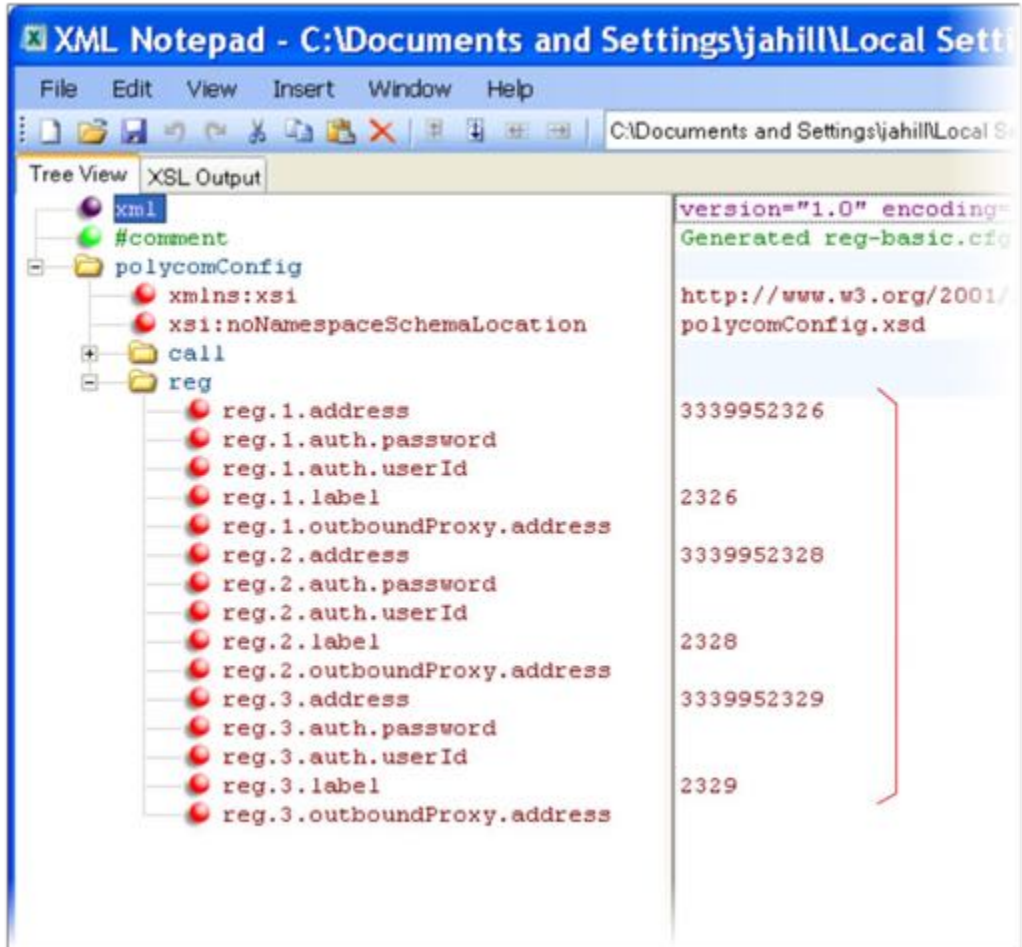 XML Notepad - C:\Documents and Settings\jahill\Local Setti
File Edit View Insert Window Help
C:\Documents and Settings\jahill\Local S
Tree View XSL Output
xml version="1.0" encoding=
#comment Generated reg-basic.cfg
polycomConfig
xmlns:xsi http://www.w3.org/2001/
xsi:noNamespaceSchemaLocation polycomConfig.xsd
call
reg
reg.1.address 3339952326
reg.1.auth.password
reg.1.auth.userId
reg.1.label 2326
reg.1.outboundProxy.address
reg.2.address 3339952328
reg.2.auth.password
reg.2.auth.userId
reg.2.label 2328
reg.2.outboundProxy.address
reg.3.address 3339952329
reg.3.auth.password
reg.3.auth.userId
reg.3.label 2329
reg.3.outboundProxy.address